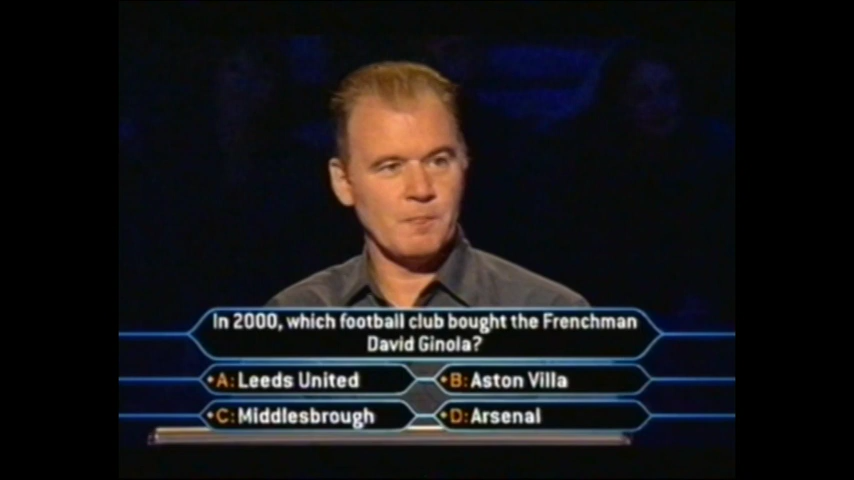 In 2000, which football club bought the Frenchman
David Ginola?
A: Leeds United
B: Aston Villa
C: Middlesbrough
D: Arsenal